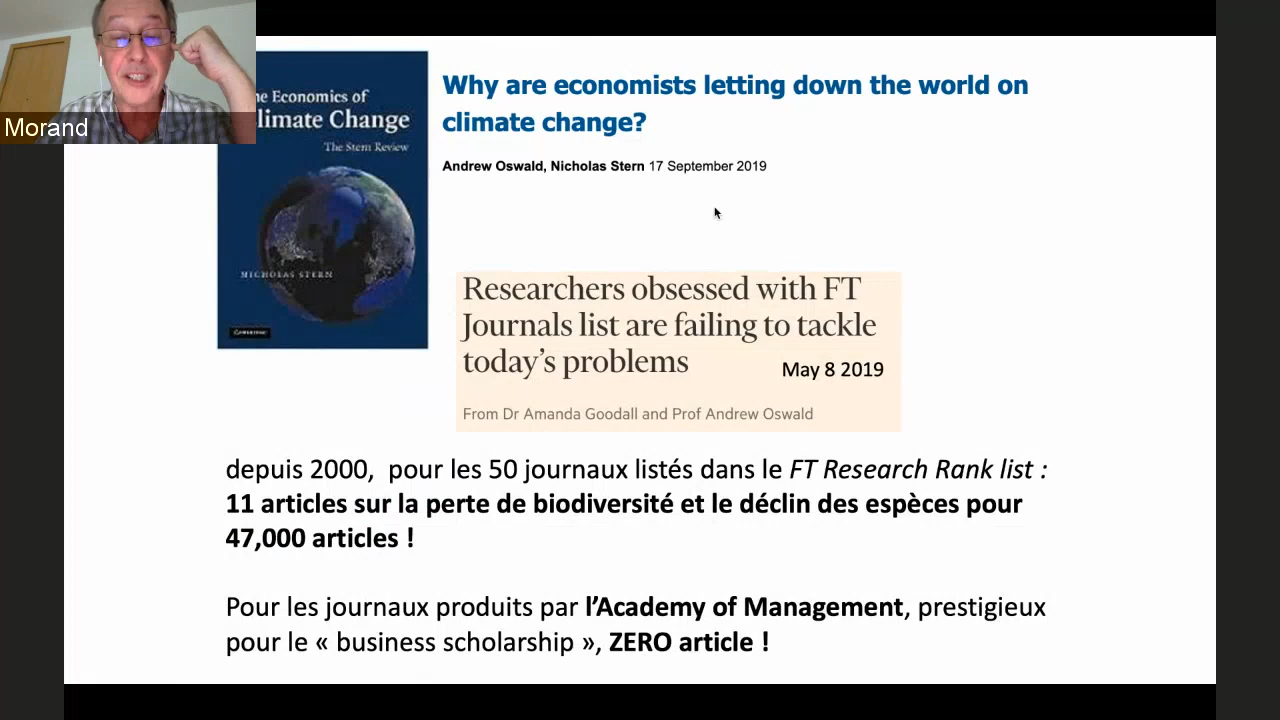 Morand
he Economics of
limate Change
The Stern Review
NICHOLAS STERN
Why are economists letting down the world on
climate change?
Andrew Oswald, Nicholas Stern 17 September 2019
Researchers obsessed with FT
Journals list are failing to tackle
today’s problems
May 8 2019
From Dr Amanda Goodall and Prof Andrew Oswald
depuis 2000, pour les 50 journaux listés dans le FT Research Rank list :
11 articles sur la perte de biodiversité et le déclin des espèces pour
47,000 articles !
Pour les journaux produits par l’Academy of Management, prestigieux
pour le « business scholarship », ZERO article !